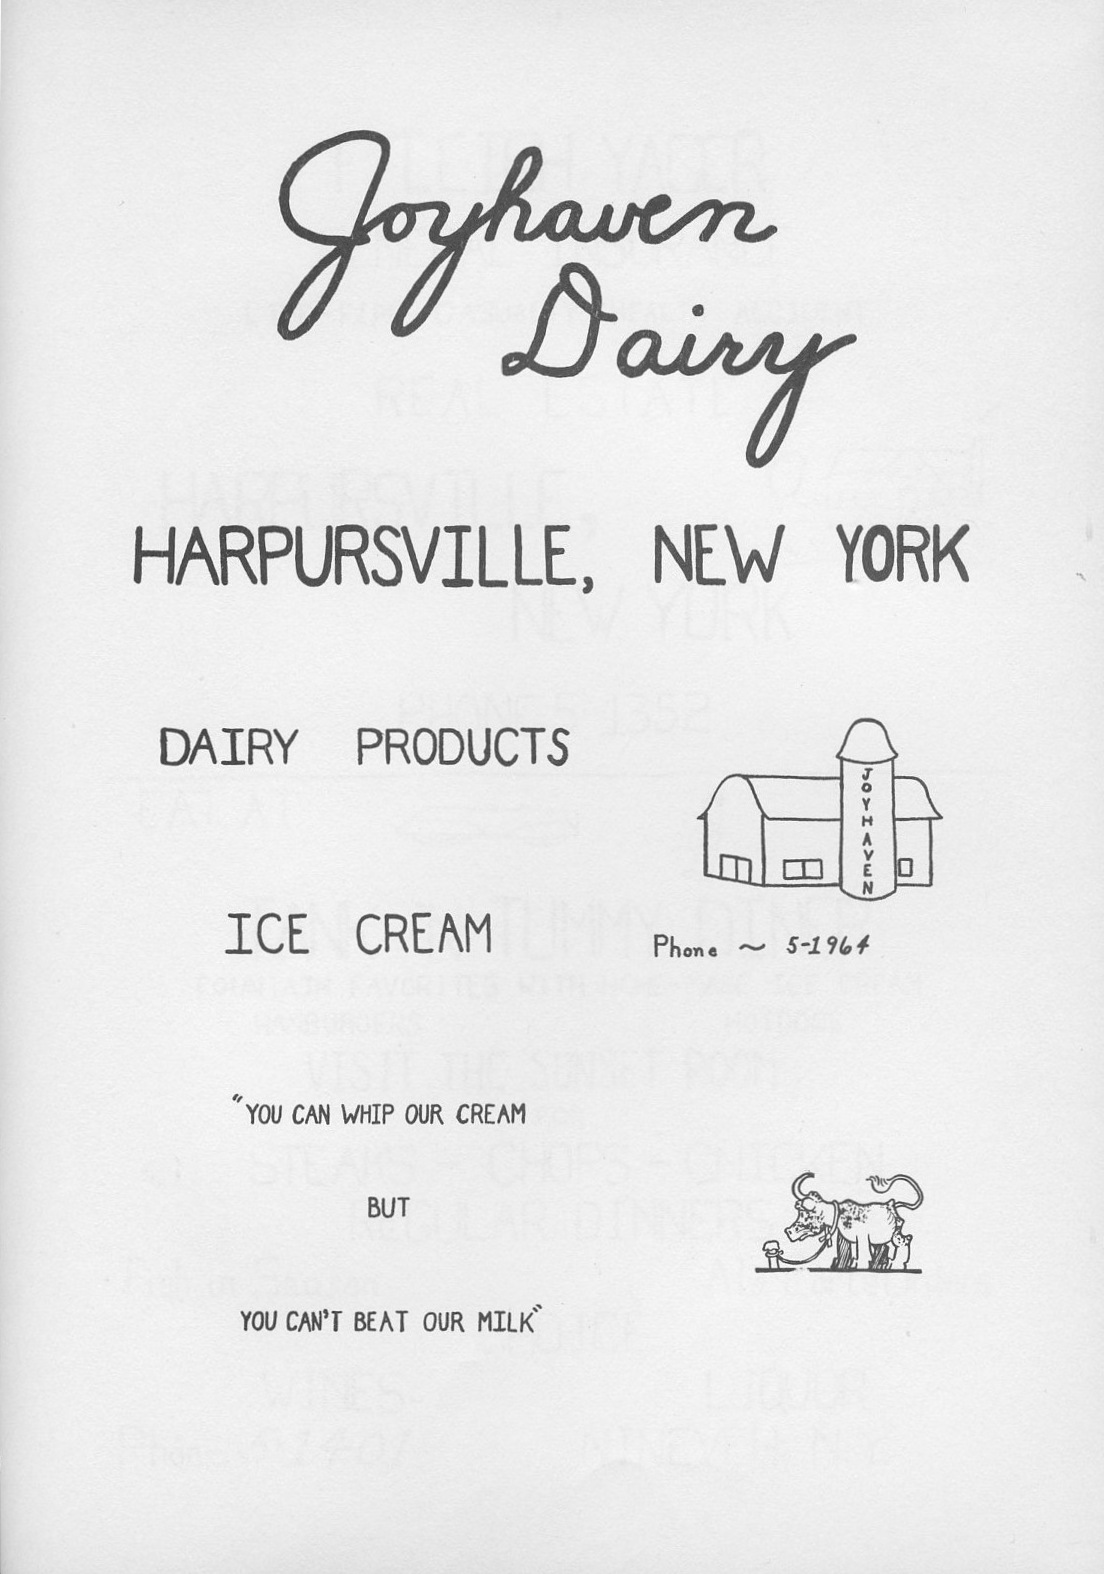 Joyhaven
Dairy
HARPURSVILLE, NEW YORK
DAIRY PRODUCTS
JOYHAVEN
ICE CREAM
Phone ~ 5-1964
"YOU CAN WHIP OUR CREAM
BUT
YOU CAN'T BEAT OUR MILK"